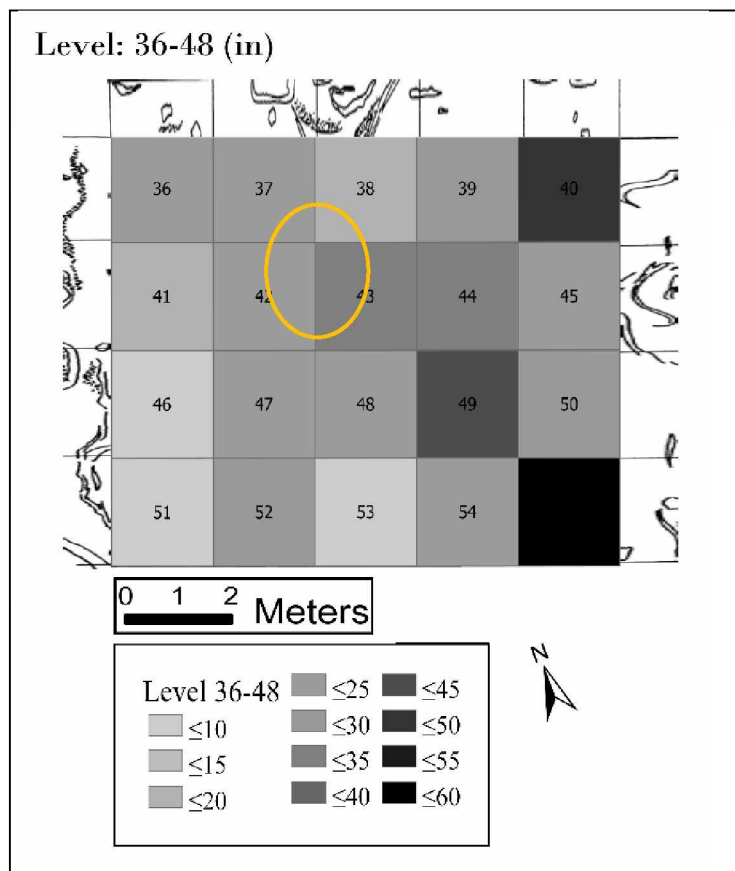 Level: 36-48 (in)
36 37 38 39 40
41 42 43 44 45
46 47 48 49 50
51 52 53 54
0 1 2 Meters
N
Level 36-48
≤10
≤15
≤20
≤25
≤30
≤35
≤40
≤45
≤50
≤55
≤60